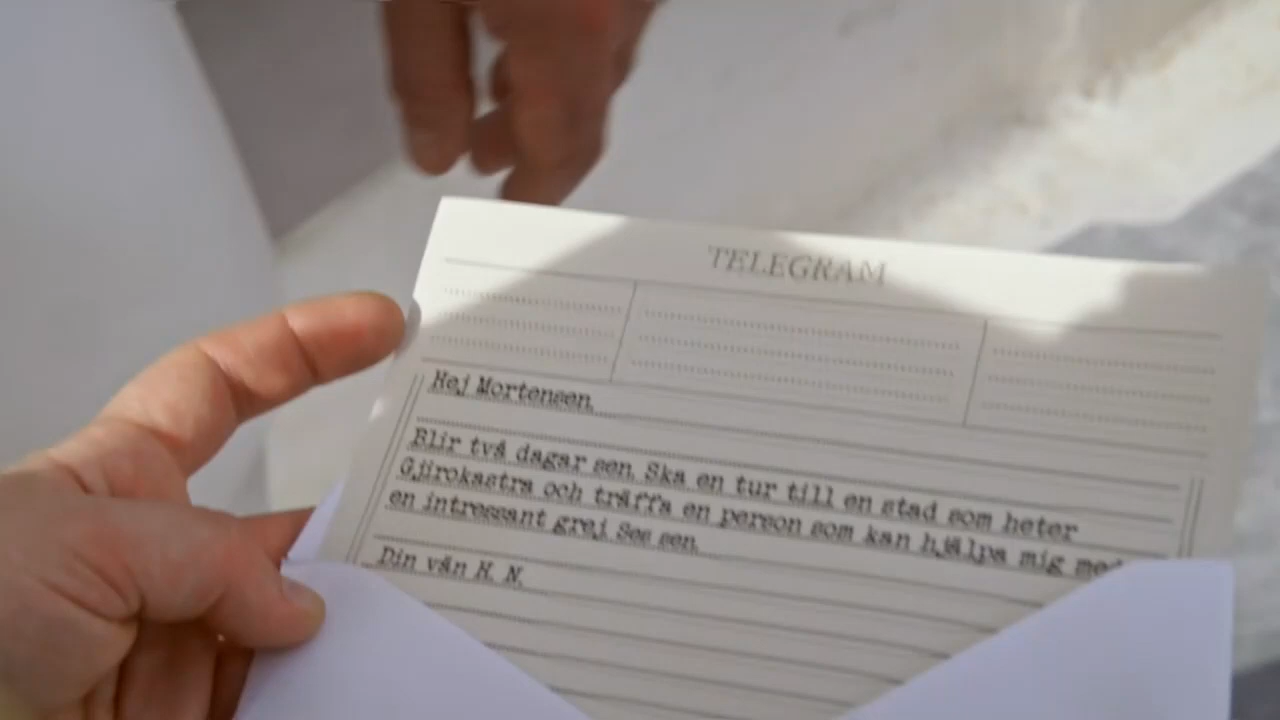 TELEGRAM
Hej Mortensen.
Blir två dagar sen. Ska en tur till en stad som heter
Gjirokastra och träffa en person som kan hjälpa mig med
en intressant grej. Ses sen.
Din vän H. N.